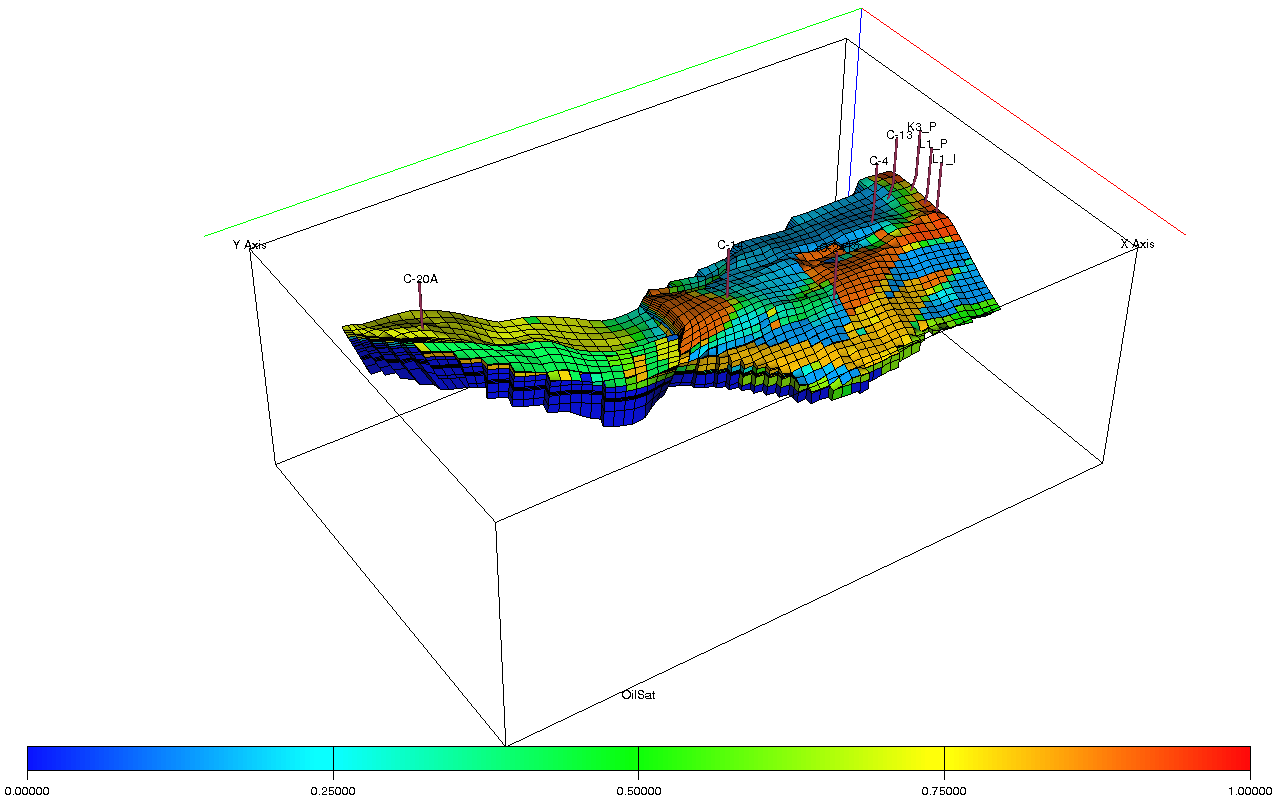 K3_P
C-13
L1_P
L1_I
C-4
Y Axis
X Axis
C-20A
OilSat
0.00000
0.25000
0.50000
0.75000
1.00000